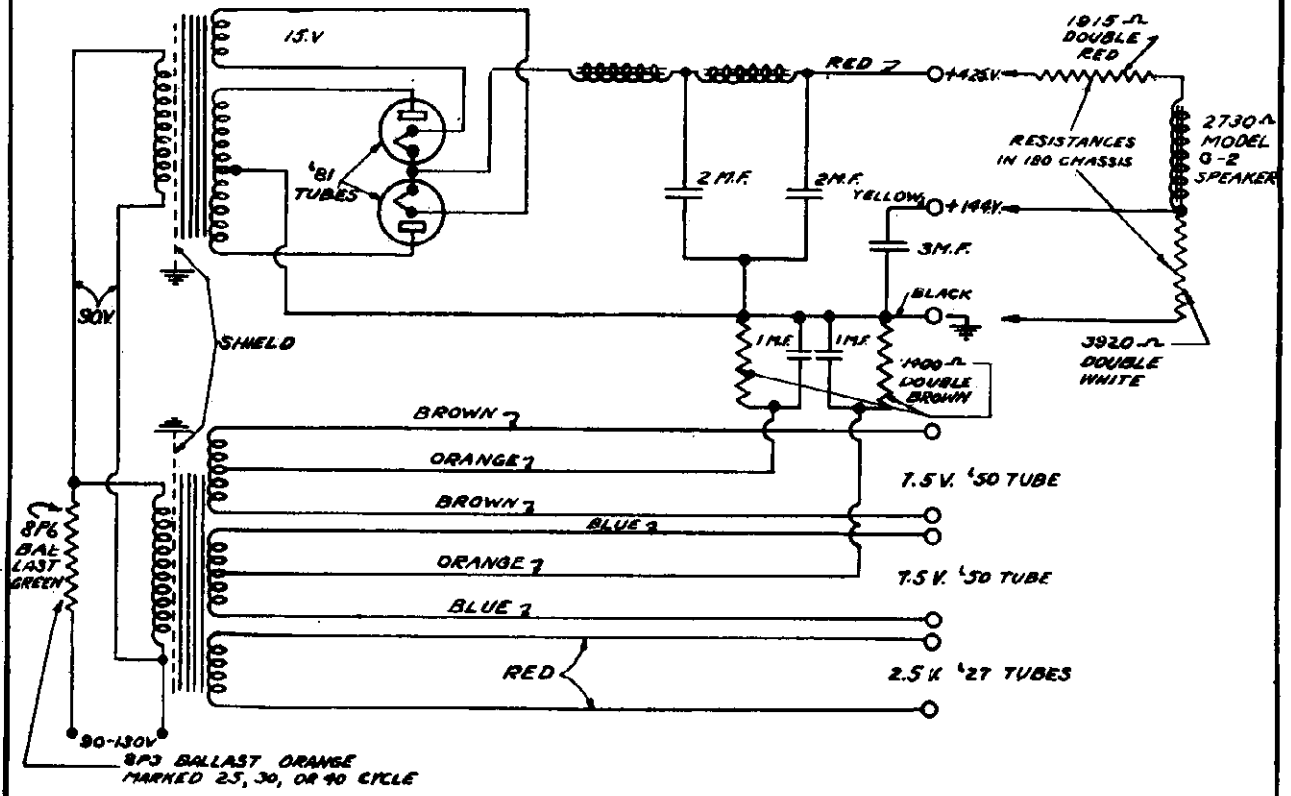 15.V
'81
TUBES
90V.
SHIELD
RED
+425V.
1915 Ω
DOUBLE
RED
RESISTANCES
IN 180 CHASSIS
2730 Ω
MODEL
G-2
SPEAKER
2 M.F.
2 M.F.
YELLOW
+144V.
3 M.F.
BLACK
3920 Ω
DOUBLE
WHITE
1 M.F.
1 M.F.
1400 Ω
DOUBLE
BROWN
BROWN
ORANGE
7.5 V. '50 TUBE
BROWN
BLUE
ORANGE
7.5 V. '50 TUBE
BLUE
RED
2.5 V. '27 TUBES
8P6
BAL
LAST
GREEN
90-130V
8P3 BALLAST ORANGE
MARKED 25, 30, OR 40 CYCLE